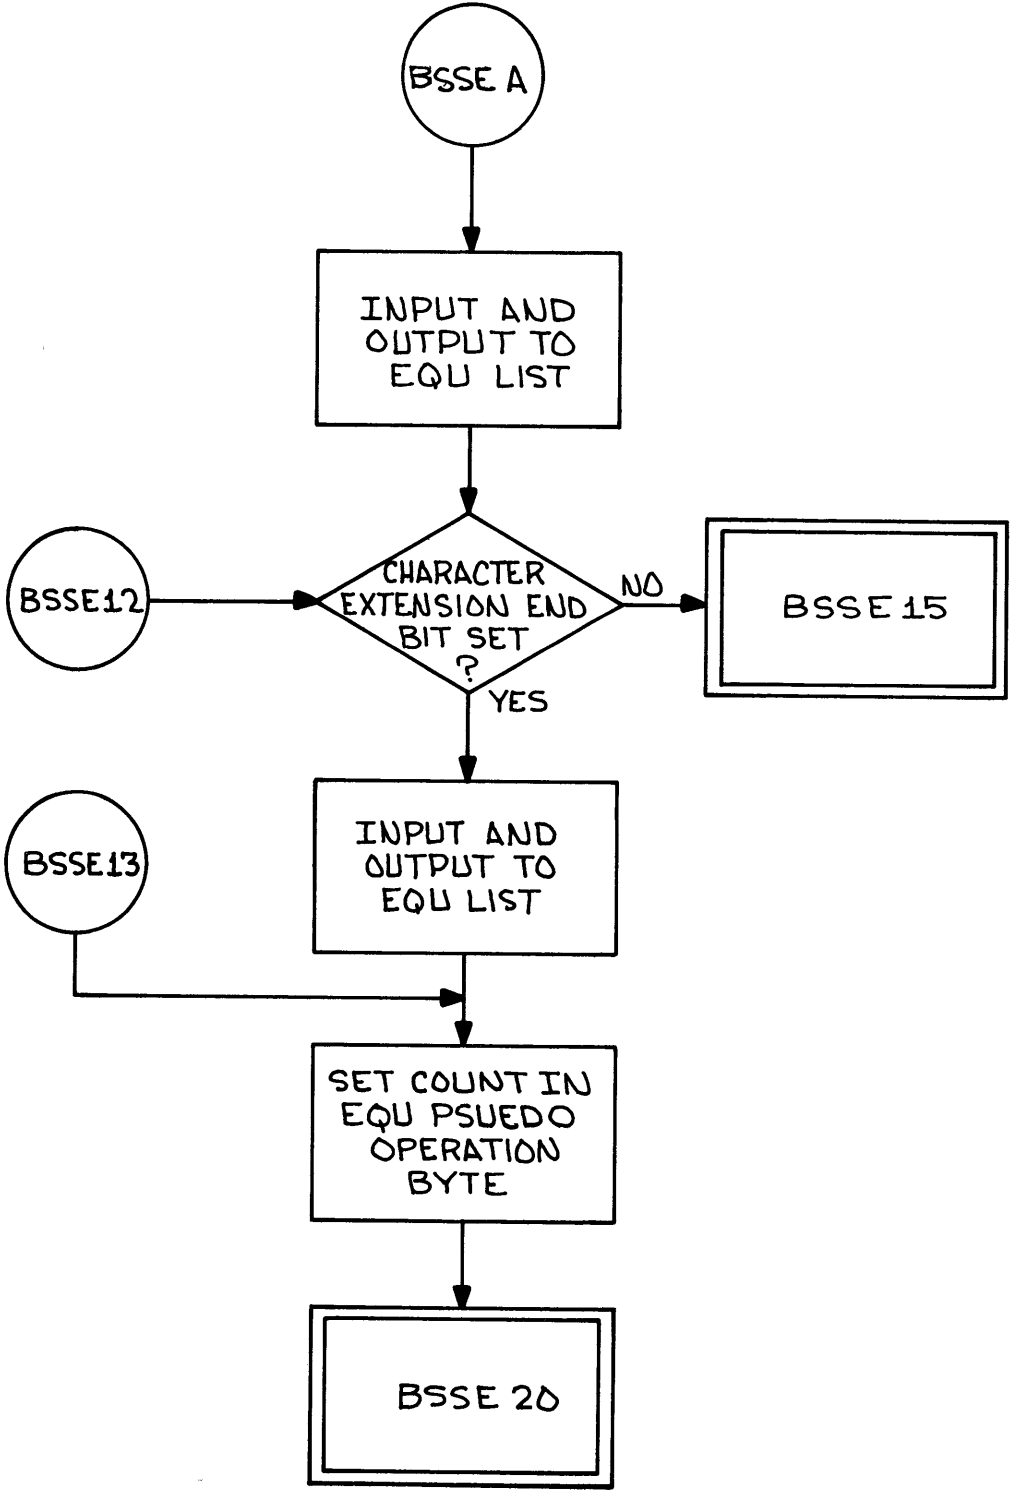 BSSE A
INPUT AND
OUTPUT TO
EQU LIST
BSSE12
CHARACTER
EXTENSION END
BIT SET
?
NO
BSSE 15
YES
BSSE13
INPUT AND
OUTPUT TO
EQU LIST
SET COUNT IN
EQU PSUEDO
OPERATION
BYTE
BSSE 20